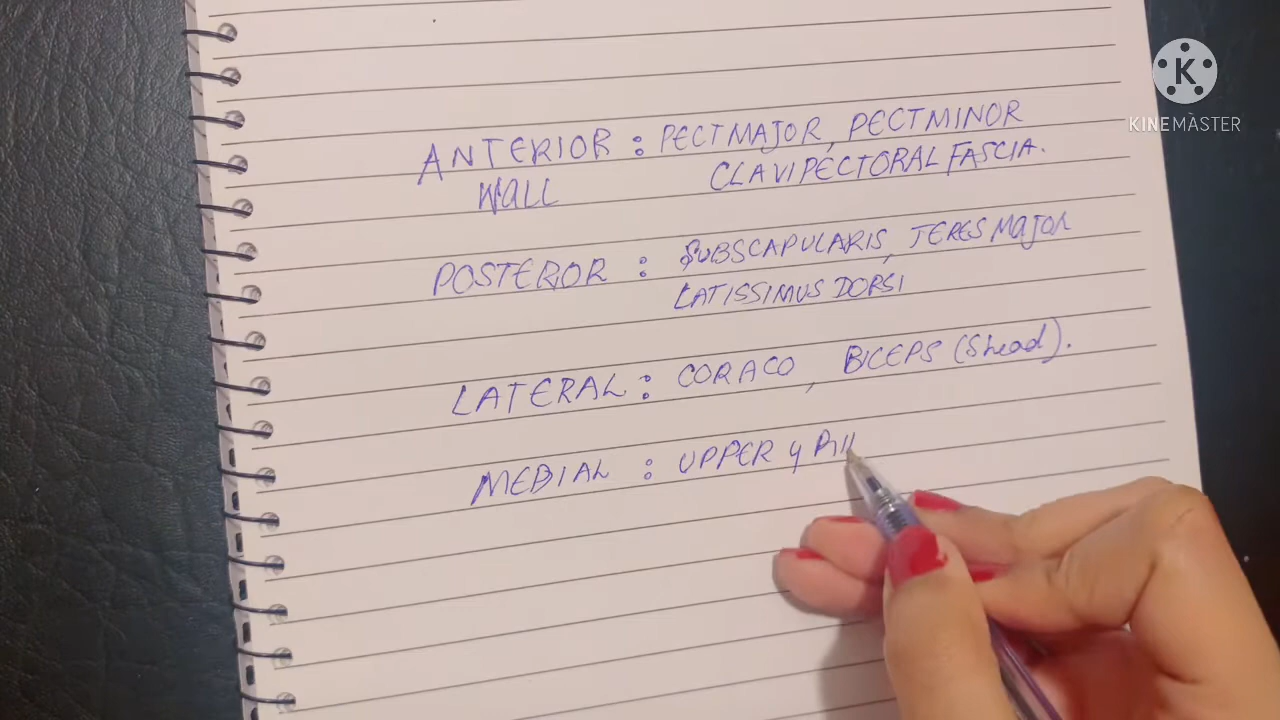 KINEMASTER
ANTERIOR : PECTMAJOR, PECTMINOR
WALL CLAVIPECTORAL FASCIA.
POSTERIOR : SUBSCAPULARIS, TERES MAJOR
LATISSIMUS DORSI
LATERAL : CORACO, BICEPS (Shead).
MEDIAL : UPPER 4